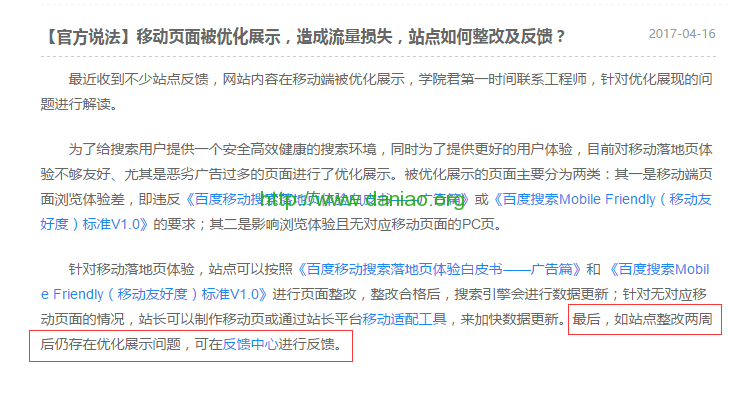 【官方说法】移动页面被优化展示，造成流量损失，站点如何整改及反馈？
2017-04-16
最近收到不少站点反馈，网站内容在移动端被优化展示，学院君第一时间联系工程师，针对优化展现的问
题进行解读。
为了给搜索用户提供一个安全高效健康的搜索环境，同时为了提供更好的用户体验，目前对移动落地页体
验不够友好、尤其是恶劣广告过多的页面进行了优化展示。被优化展示的页面主要分为两类：其一是移动端页
面浏览体验差，即违反《百度移动搜索落地页体验白皮书——广告篇》或《百度搜索Mobile Friendly（移动友
http://www.daniao.org
好度）标准V1.0》的要求；其二是影响浏览体验且无对应移动页面的PC页。
针对移动落地页体验，站点可以按照《百度移动搜索落地页体验白皮书——广告篇》和 《百度搜索Mobil
e Friendly（移动友好度）标准V1.0》进行页面整改，整改合格后，搜索引擎会进行数据更新；针对无对应移
动页面的情况，站长可以制作移动页或通过站长平台移动适配工具，来加快数据更新。最后，如站点整改两周
后仍存在优化展示问题，可在反馈中心进行反馈。